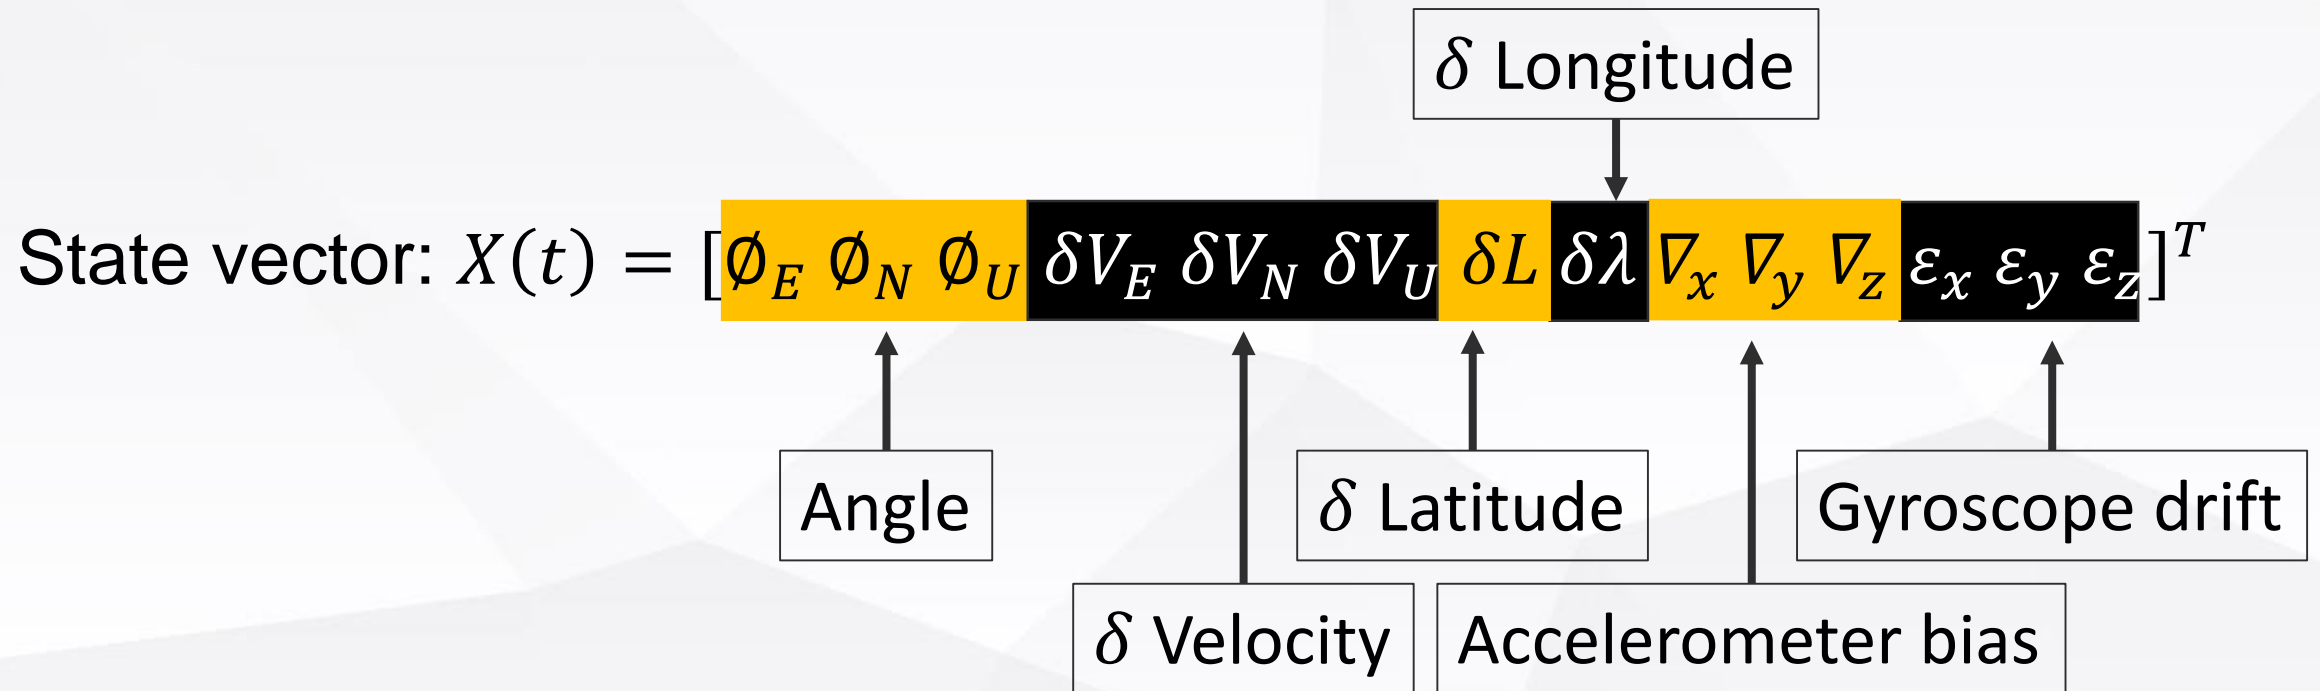 δ Longitude
State vector: X(t) = [∅_E ∅_N ∅_U δV_E δV_N δV_U δL δλ ∇_x ∇_y ∇_z ε_x ε_y ε_z]^T
Angle
δ Latitude
Gyroscope drift
δ Velocity
Accelerometer bias